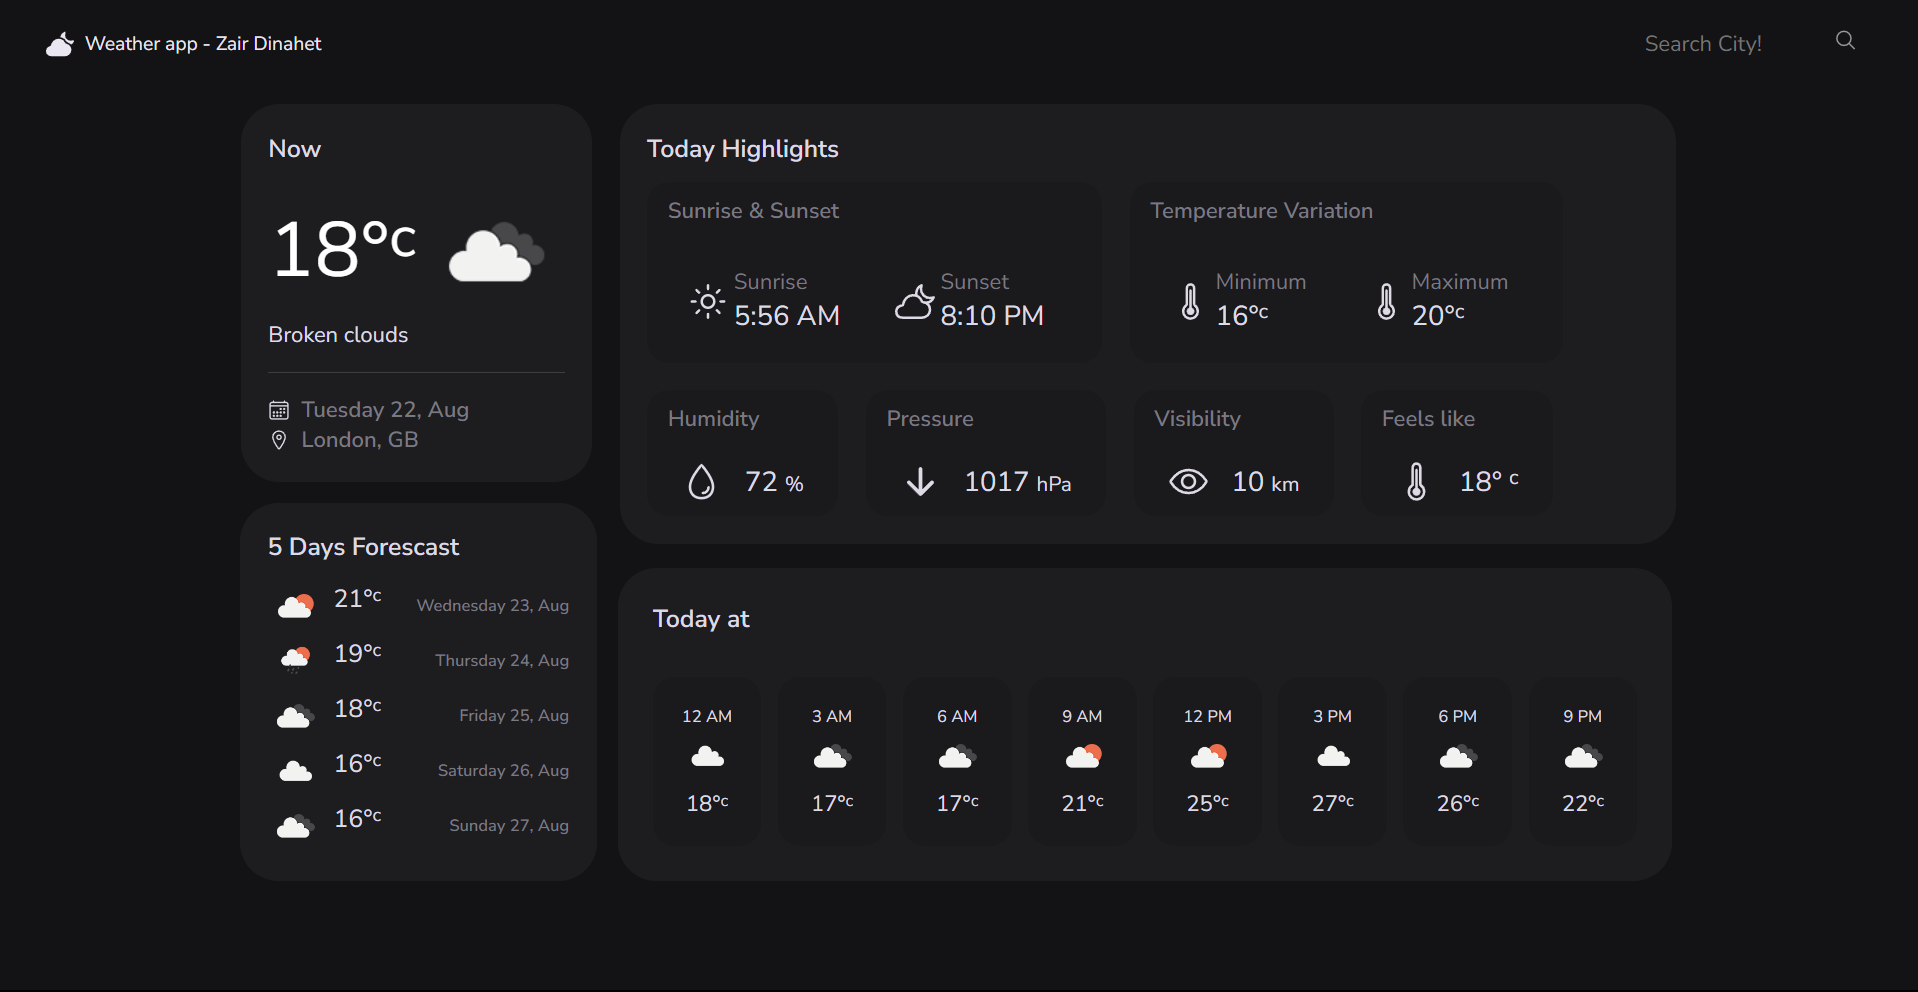 Weather app - Zair Dinahet
Search City!
Now
18°c
Broken clouds
Tuesday 22, Aug
London, GB
5 Days Forescast
21°c Wednesday 23, Aug
19°c Thursday 24, Aug
18°c Friday 25, Aug
16°c Saturday 26, Aug
16°c Sunday 27, Aug
Today Highlights
Sunrise & Sunset
Sunrise
5:56 AM
Sunset
8:10 PM
Temperature Variation
Minimum
16°c
Maximum
20°c
Humidity
72 %
Pressure
1017 hPa
Visibility
10 km
Feels like
18° c
Today at
12 AM
18°c
3 AM
17°c
6 AM
17°c
9 AM
21°c
12 PM
25°c
3 PM
27°c
6 PM
26°c
9 PM
22°c